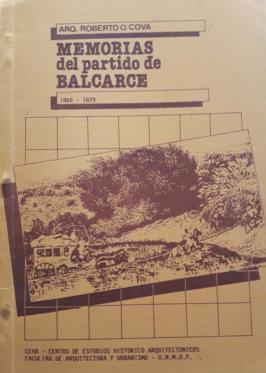 ARQ. ROBERTO O. COVA
MEMORIAS
del partido de
BALCARCE
1866 - 1879
CEHA - CENTRO DE ESTUDIOS HISTORICO ARQUITECTONICOS
FACULTAD DE ARQUITECTURA Y URBANISMO - U.N.M.D.P.